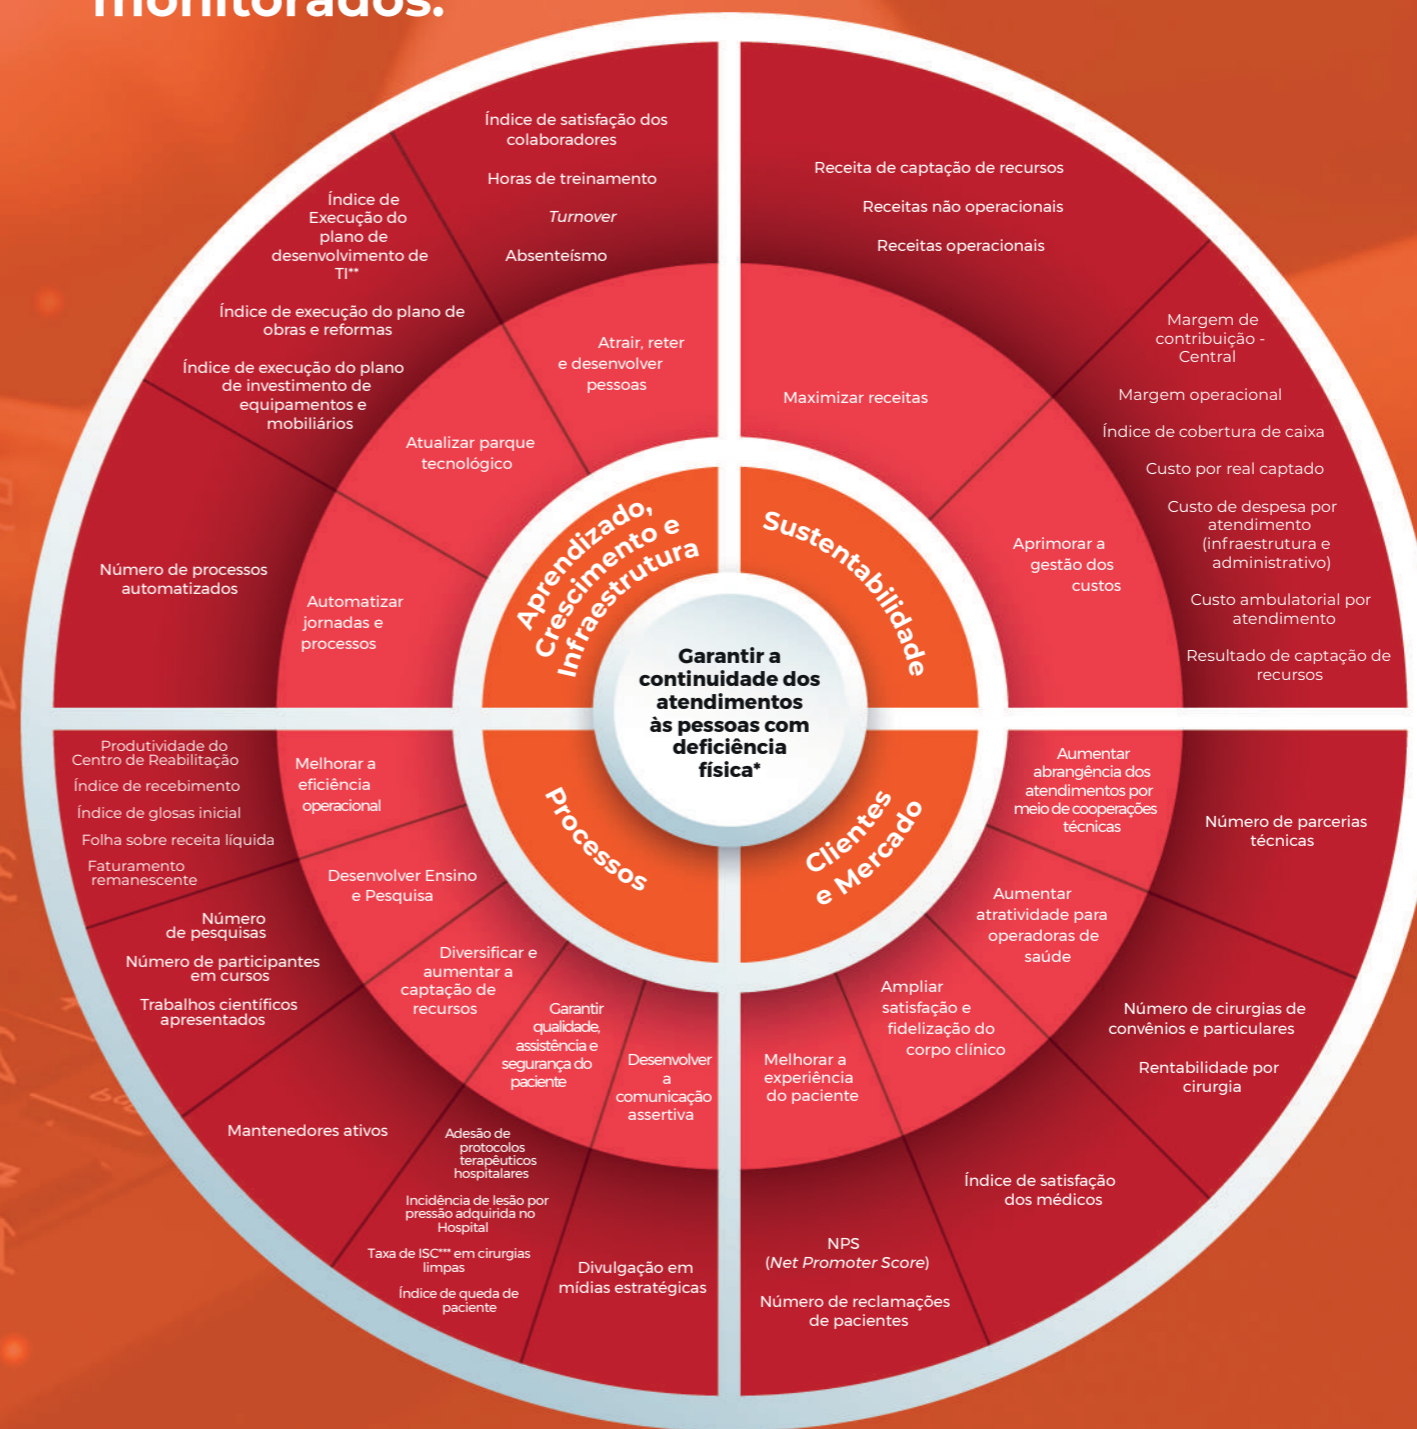 monitorados.
Índice de satisfação dos
colaboradores
Horas de treinamento
Turnover
Absenteísmo
Índice de
Execução do
plano de
desenvolvimento de
TI**
Índice de execução do plano de
obras e reformas
Índice de execução do plano
de investimento de
equipamentos e
mobiliários
Número de processos
automatizados
Atrair, reter
e desenvolver
pessoas
Atualizar parque
tecnológico
Automatizar
jornadas e
processos
Aprendizado,
Crescimento e
Infraestrutura
Receita de captação de recursos
Receitas não operacionais
Receitas operacionais
Margem de
contribuição -
Central
Margem operacional
Índice de cobertura de caixa
Custo por real captado
Custo de despesa por
atendimento
(infraestrutura e
administrativo)
Custo ambulatorial por
atendimento
Resultado de captação de
recursos
Maximizar receitas
Aprimorar a
gestão dos
custos
Sustentabilidade
Garantir a
continuidade dos
atendimentos
às pessoas com
deficiência
física*
Processos
Melhorar a
eficiência
operacional
Desenvolver Ensino
e Pesquisa
Diversificar e
aumentar a
captação de
recursos
Garantir
qualidade,
assistência e
segurança do
paciente
Desenvolver
a
comunicação
assertiva
Produtividade do
Centro de Reabilitação
Índice de recebimento
Índice de glosas inicial
Folha sobre receita líquida
Faturamento
remanescente
Número
de pesquisas
Número de participantes
em cursos
Trabalhos científicos
apresentados
Mantenedores ativos
Adesão de
protocolos
terapêuticos
hospitalares
Incidência de lesão por
pressão adquirida no
Hospital
Taxa de ISC*** em cirurgias
limpas
Índice de queda de
paciente
Divulgação em
mídias estratégicas
Clientes
e Mercado
Aumentar
abrangência dos
atendimentos por
meio de cooperações
técnicas
Aumentar
atratividade para
operadoras de
saúde
Ampliar
satisfação e
fidelização do
corpo clínico
Melhorar a
experiência
do paciente
Número de parcerias
técnicas
Número de cirurgias de
convênios e particulares
Rentabilidade por
cirurgia
Índice de satisfação
dos médicos
NPS
(Net Promoter Score)
Número de reclamações
de pacientes